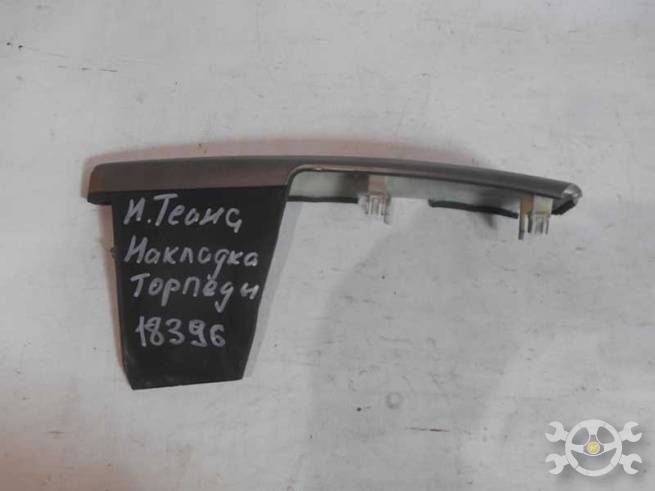 Н. Теана
Накладка
Торпеды
18396